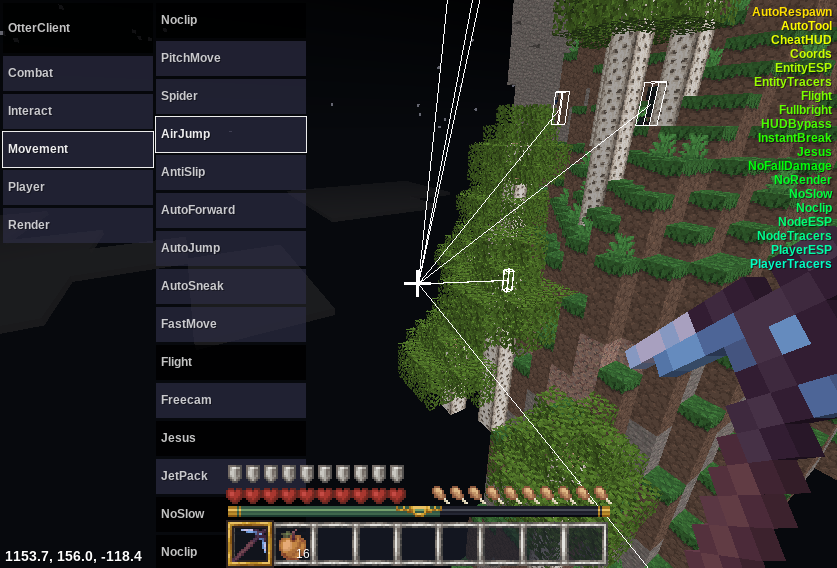 OtterClient
Combat
Interact
Movement
Player
Render
Noclip
PitchMove
Spider
AirJump
AntiSlip
AutoForward
AutoJump
AutoSneak
FastMove
Flight
Freecam
Jesus
JetPack
NoSlow
Noclip
AutoRespawn
AutoTool
CheatHUD
Coords
EntityESP
EntityTracers
Flight
Fullbright
HUDBypass
InstantBreak
Jesus
NoFallDamage
NoRender
NoSlow
Noclip
NodeESP
NodeTracers
PlayerESP
PlayerTracers
16
1153.7, 156.0, -118.4